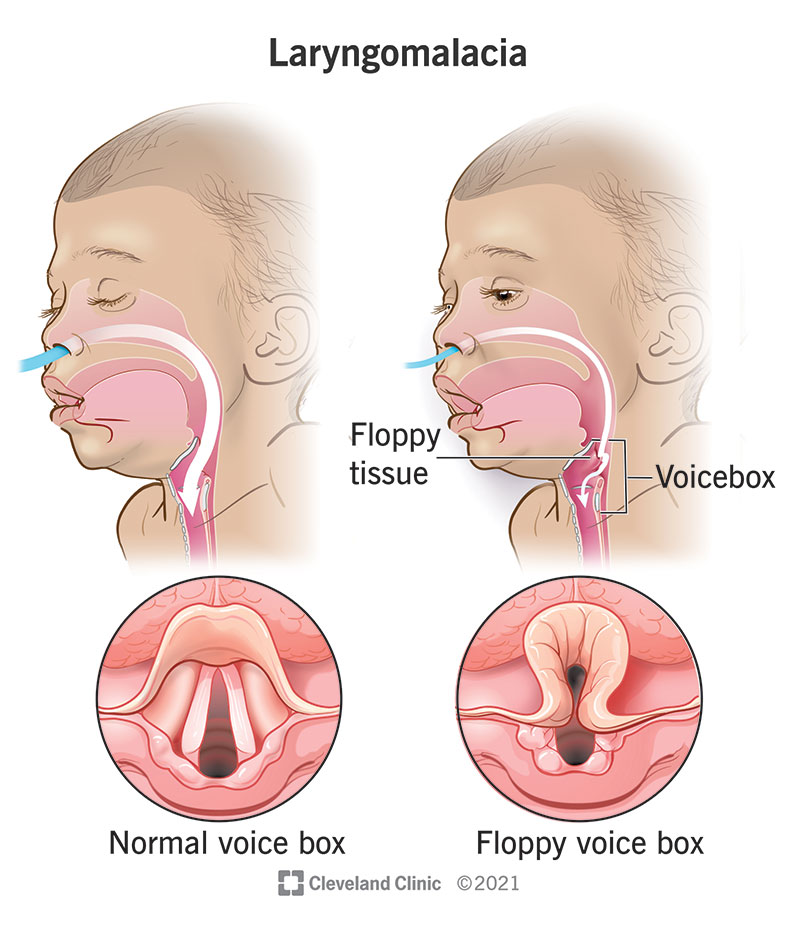 Laryngomalacia
Floppy
tissue
Voicebox
Normal voice box
Floppy voice box
Cleveland Clinic ©2021